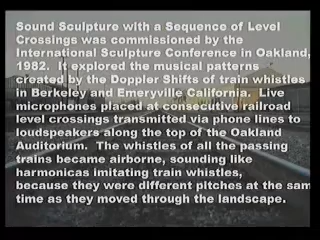 Sound Sculpture with a Sequence of Level
Crossings was commissioned by the
International Sculpture Conference in Oakland,
1982.  It explored the musical patterns
created by the Doppler Shifts of train whistles
in Berkeley and Emeryville California.  Live
microphones placed at consecutive railroad
level crossings transmitted via phone lines to
loudspeakers along the top of the Oakland
Auditorium.  The whistles of all the passing
trains became airborne, sounding like
harmonicas imitating train whistles,
because they were different pitches at the same
time as they moved through the landscape.